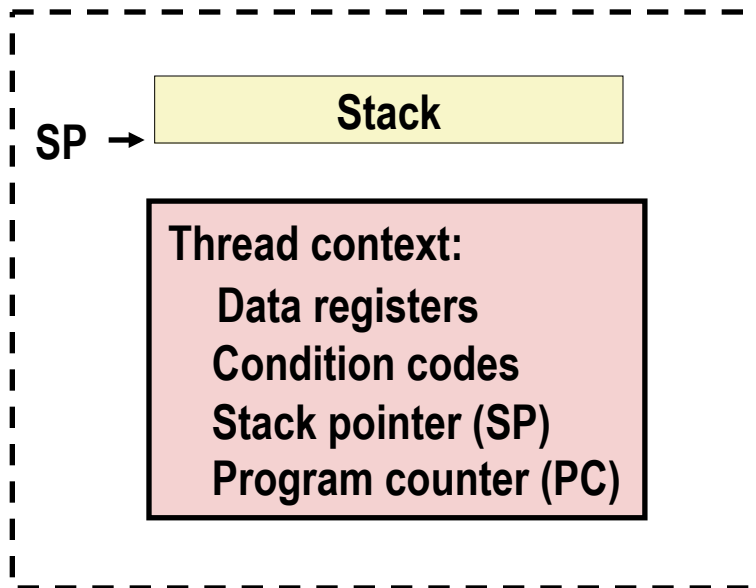 Stack
SP
Thread context:
Data registers
Condition codes
Stack pointer (SP)
Program counter (PC)